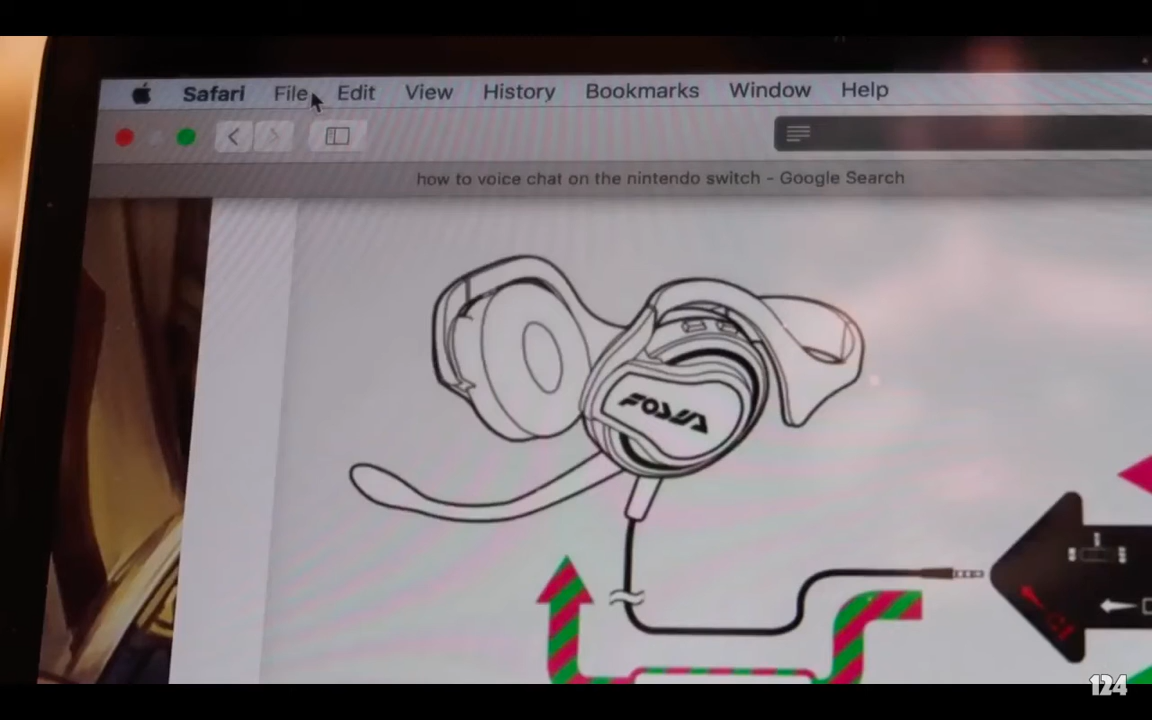 Safari File Edit View History Bookmarks Window Help
how to voice chat on the nintendo switch - Google Search
124